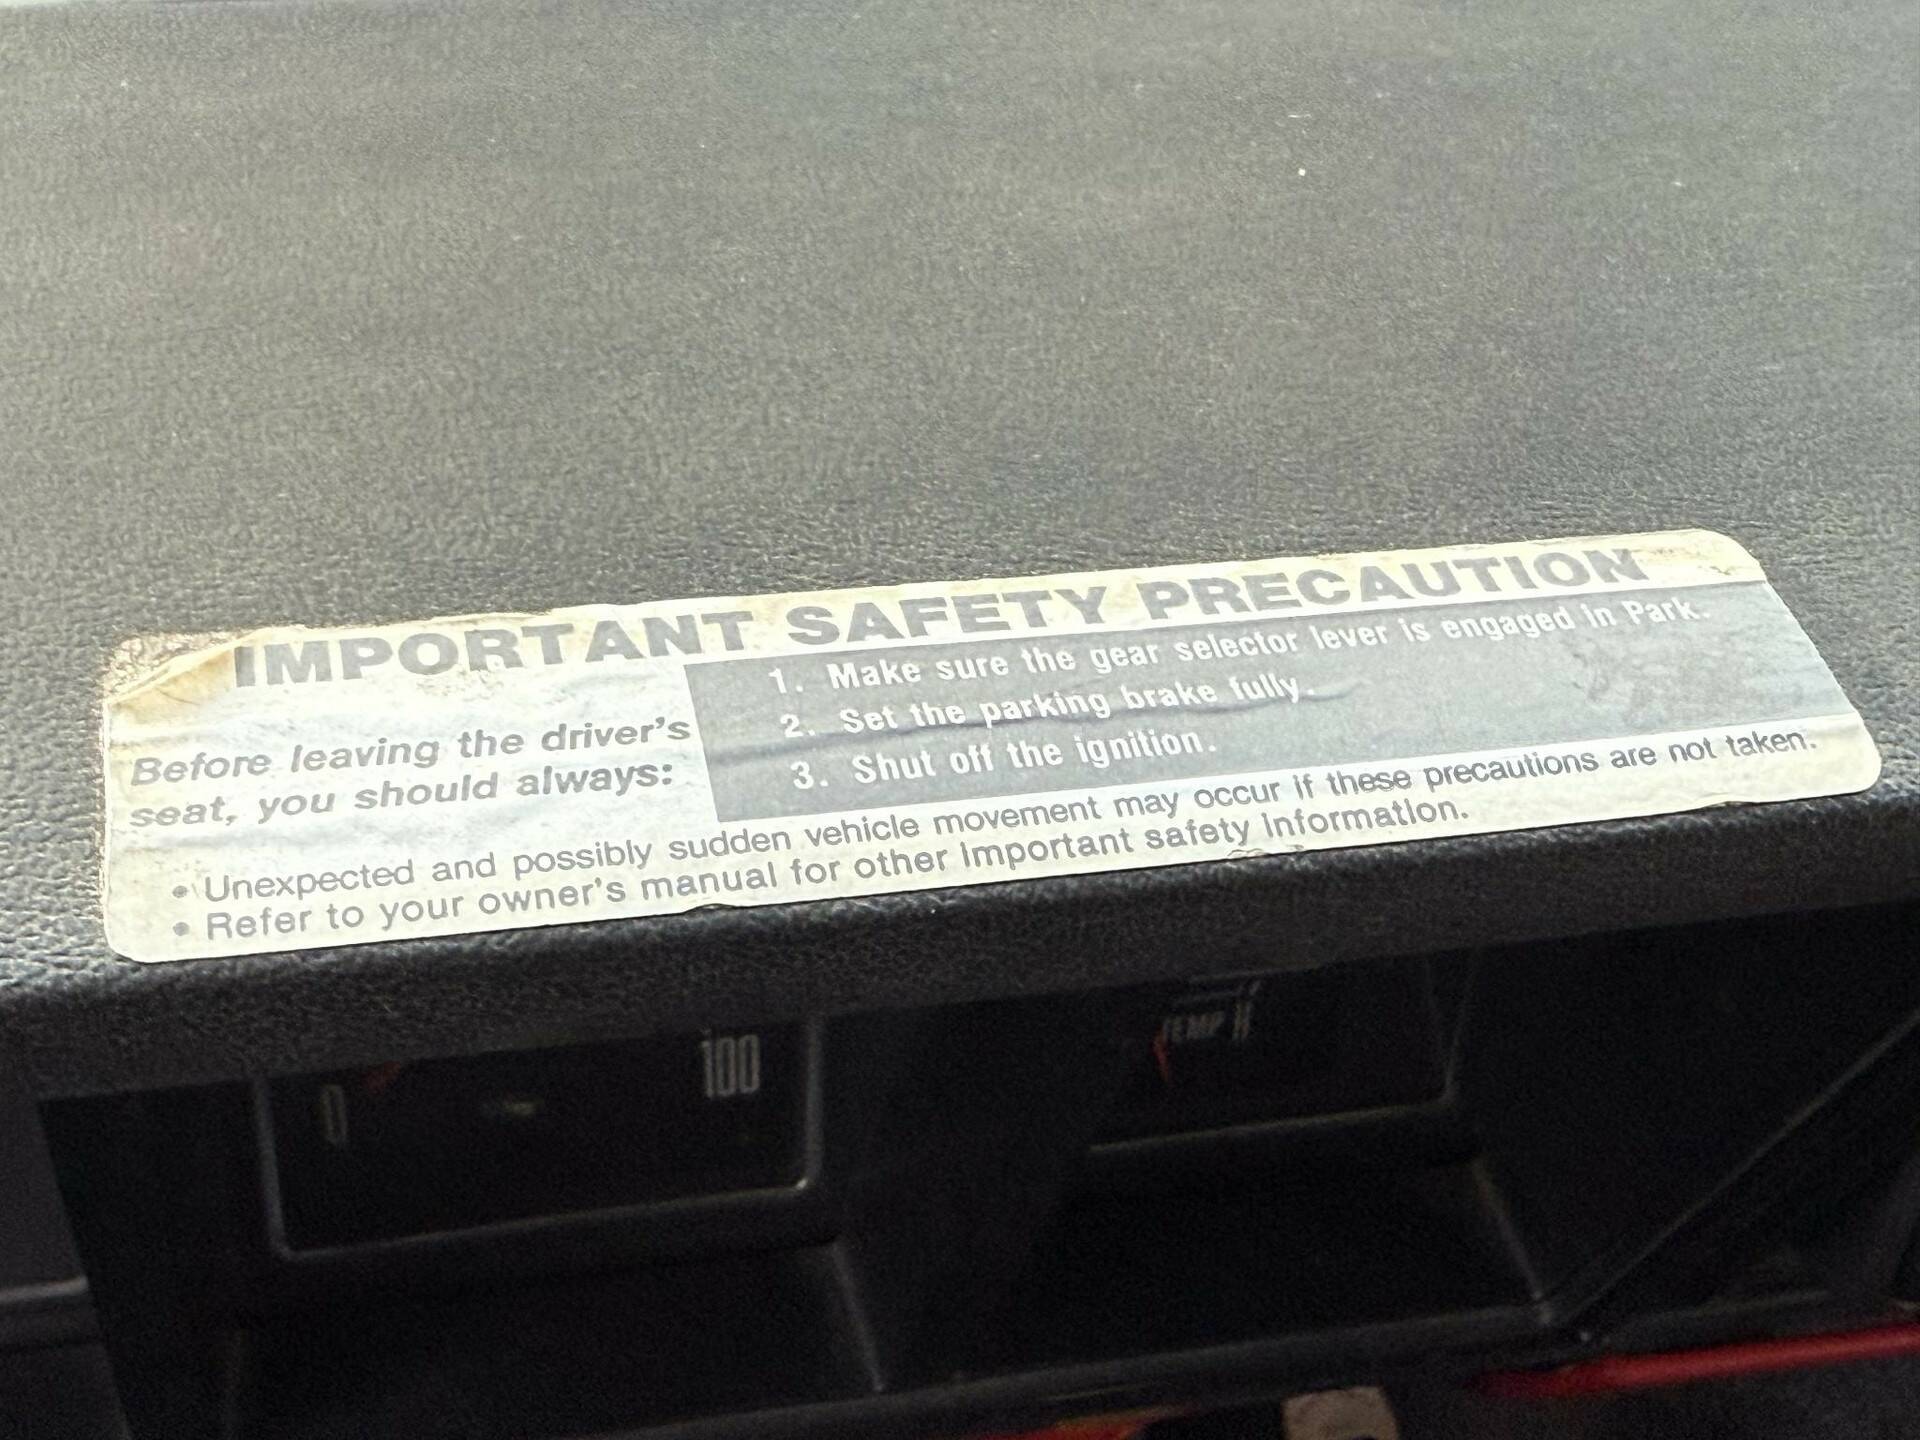 IMPORTANT SAFETY PRECAUTION
Before leaving the driver's
seat, you should always:
1. Make sure the gear selector lever is engaged in Park.
2. Set the parking brake fully.
3. Shut off the ignition.
• Unexpected and possibly sudden vehicle movement may occur if these precautions are not taken.
• Refer to your owner's manual for other important safety information.
0
100
TEMP